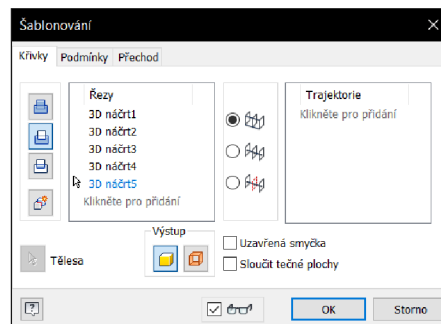 Šablonování
Křivky Podmínky Přechod
Řezy
3D náčrt1
3D náčrt2
3D náčrt3
3D náčrt4
3D náčrt5
Klikněte pro přidání
Trajektorie
Klikněte pro přidání
Tělesa
Výstup
Uzavřená smyčka
Sloučit tečné plochy
OK Storno